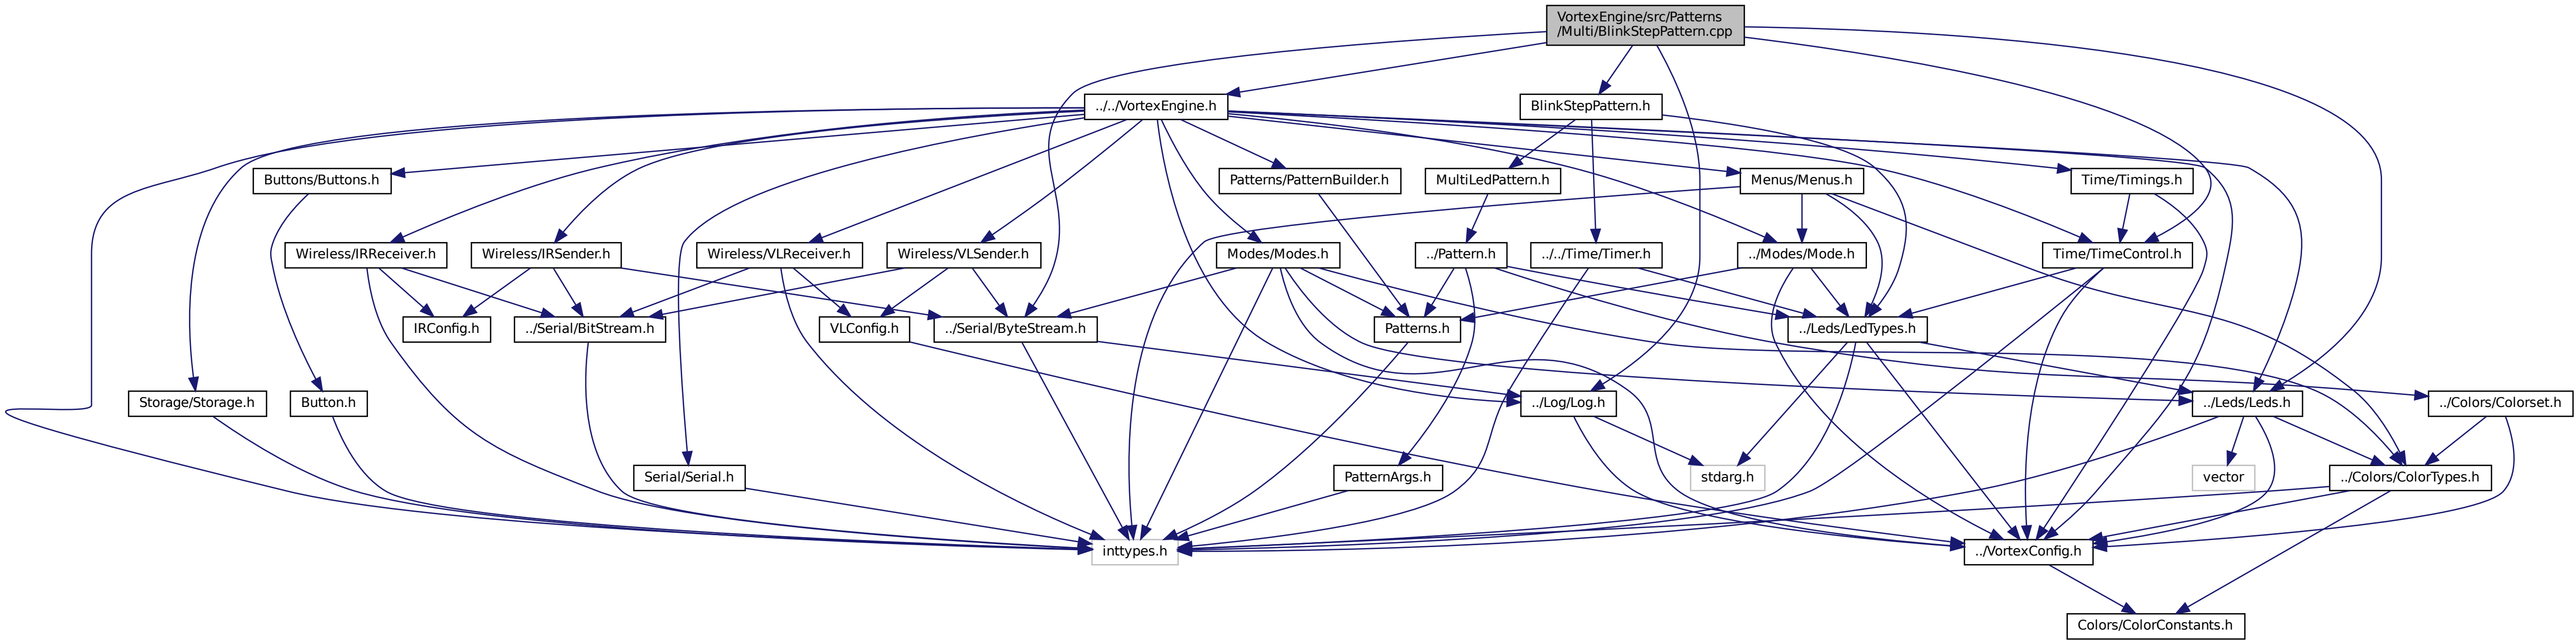 VortexEngine/src/Patterns
/Multi/BlinkStepPattern.cpp
../../VortexEngine.h
BlinkStepPattern.h
Buttons/Buttons.h
Patterns/PatternBuilder.h
MultiLedPattern.h
Menus/Menus.h
Time/Timings.h
Wireless/IRReceiver.h
Wireless/IRSender.h
Wireless/VLReceiver.h
Wireless/VLSender.h
Modes/Modes.h
../Pattern.h
../../Time/Timer.h
../Modes/Mode.h
Time/TimeControl.h
IRConfig.h
../Serial/BitStream.h
VLConfig.h
../Serial/ByteStream.h
Patterns.h
../Leds/LedTypes.h
Storage/Storage.h
Button.h
../Log/Log.h
../Leds/Leds.h
../Colors/Colorset.h
Serial/Serial.h
PatternArgs.h
stdarg.h
vector
../Colors/ColorTypes.h
inttypes.h
../VortexConfig.h
Colors/ColorConstants.h